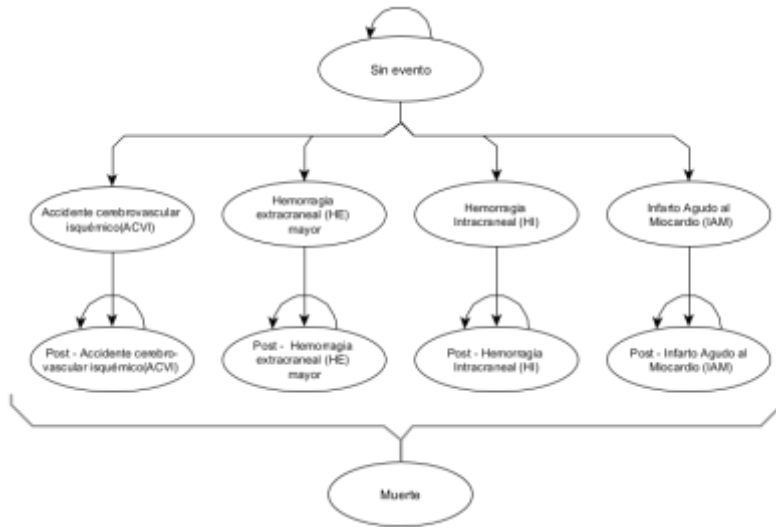 Sin evento
Accidente cerebrovascular
isquémico(ACVI)
Hemorragia
extracraneal (HE)
mayor
Hemorragia
Intracraneal (HI)
Infarto Agudo al
Miocardio (IAM)
Post - Accidente cerebro-
vascular isquémico(ACVI)
Post - Hemorragia
extracraneal (HE)
mayor
Post - Hemorragia
Intracraneal (HI)
Post - Infarto Agudo al
Miocardio (IAM)
Muerte